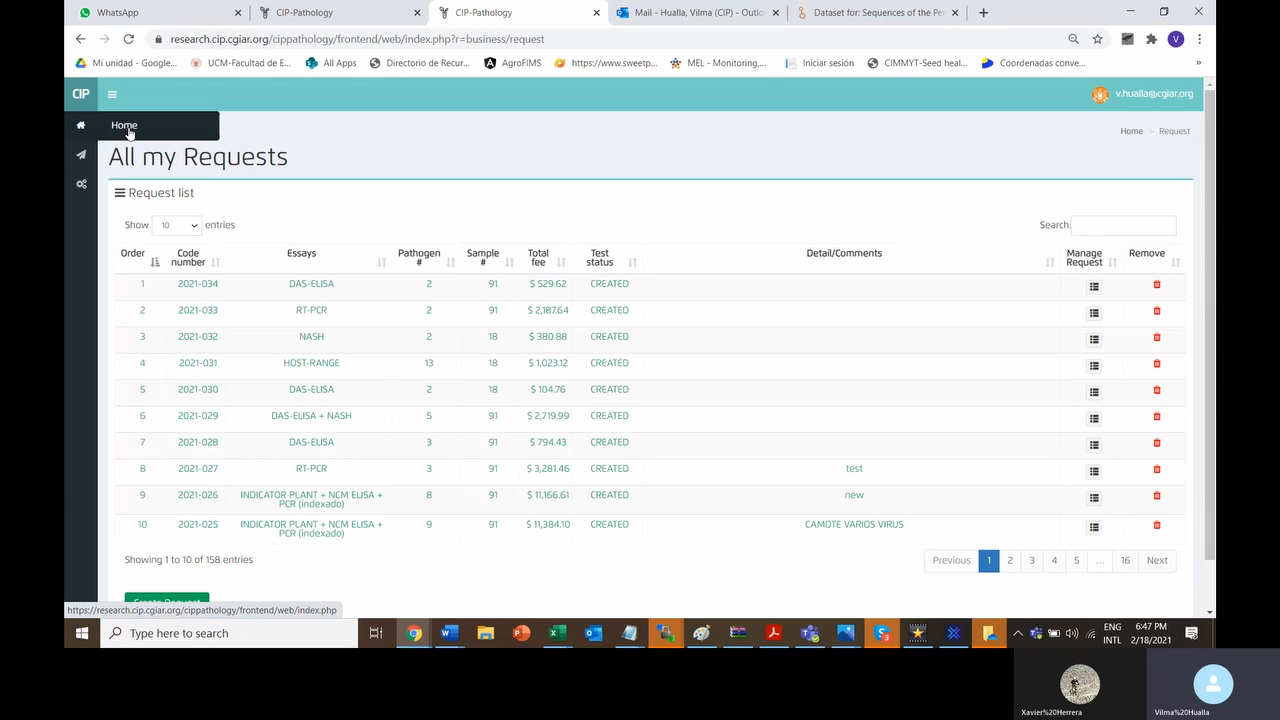 WhatsApp
CIP-Pathology
CIP-Pathology
Mail - Hualla, Vilma (CIP) - Outlo
Dataset for: Sequences of the Pe
research.cip.cgiar.org/cippathology/frontend/web/index.php?r=business/request
V
Mi unidad - Google...
UCM-Facultad de E...
All Apps
Directorio de Recur...
AgroFIMS
https://www.sweetp...
MEL - Monitoring,...
Iniciar sesión
CIMMYT-Seed heal...
Coordenadas conve...
»
CIP
v.hualla@cgiar.org
Home
Home > Request
All my Requests
Request list
Show 10 entries
Search:
Order Code number Essays Pathogen # Sample # Total fee Test status Detail/Comments Manage Request Remove
1 2021-034 DAS-ELISA 2 91 $ 529.62 CREATED
2 2021-033 RT-PCR 2 91 $ 2,187.64 CREATED
3 2021-032 NASH 2 18 $ 380.88 CREATED
4 2021-031 HOST-RANGE 13 18 $ 1,023.12 CREATED
5 2021-030 DAS-ELISA 2 18 $ 104.76 CREATED
6 2021-029 DAS-ELISA + NASH 5 91 $ 2,719.99 CREATED
7 2021-028 DAS-ELISA 3 91 $ 794.43 CREATED
8 2021-027 RT-PCR 3 91 $ 3,281.46 CREATED test
9 2021-026 INDICATOR PLANT + NCM ELISA + PCR (indexado) 8 91 $ 11,166.61 CREATED new
10 2021-025 INDICATOR PLANT + NCM ELISA + PCR (indexado) 9 91 $ 11,384.10 CREATED CAMOTE VARIOS VIRUS
Showing 1 to 10 of 158 entries
Previous 1 2 3 4 5 ... 16 Next
Create Request
https://research.cip.cgiar.org/cippathology/frontend/web/index.php
Type here to search
ENG
INTL
6:47 PM
2/18/2021
Xavier%20Herrera
Vilma%20Hualla